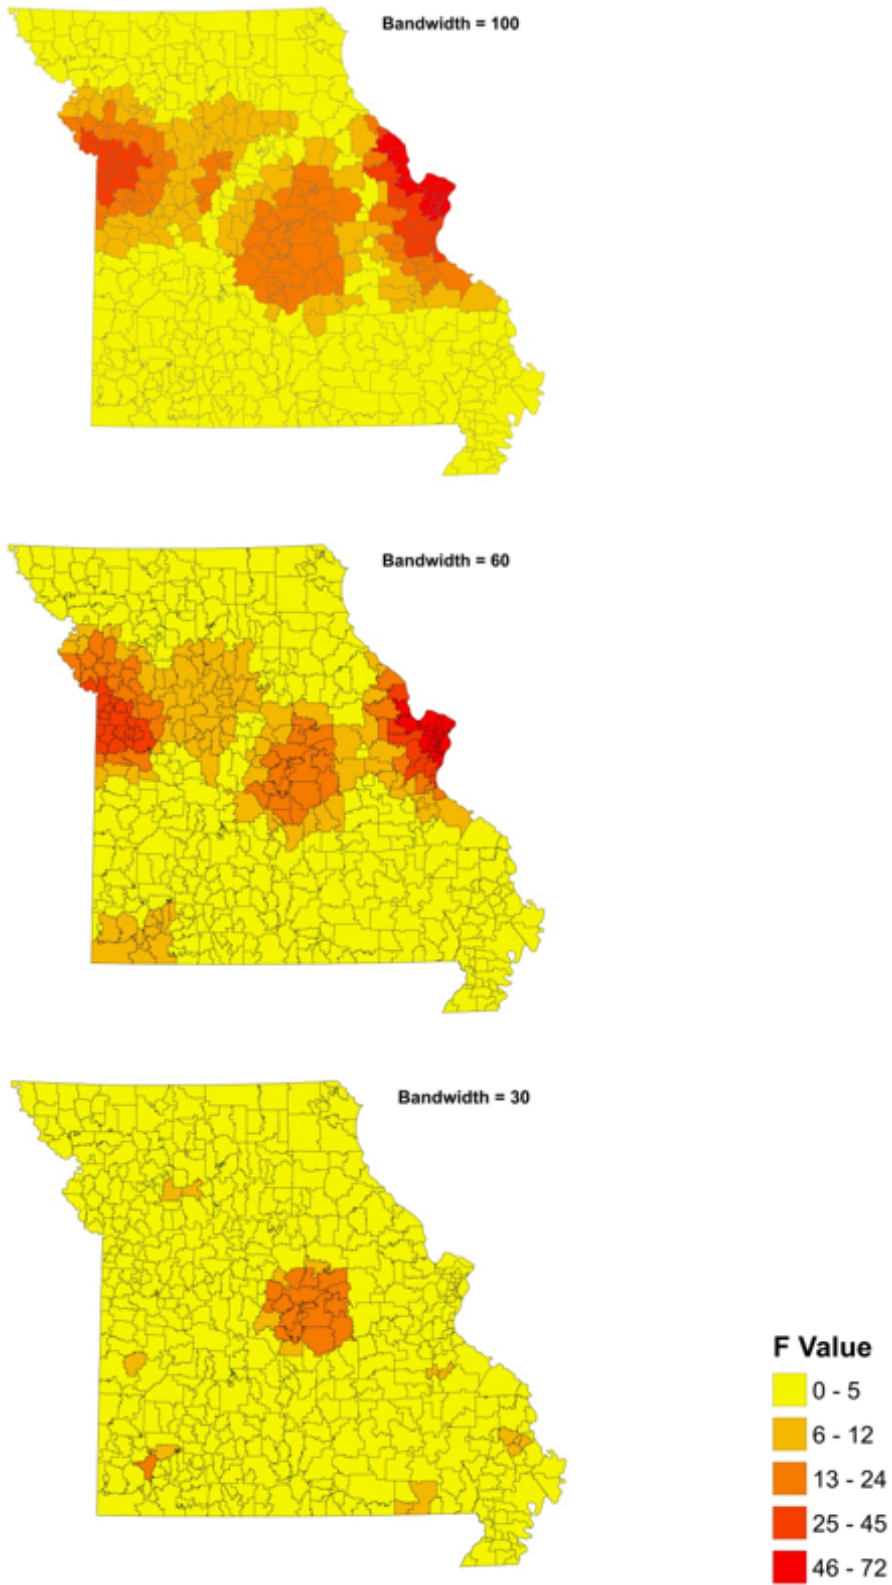 Bandwidth = 100
Bandwidth = 60
Bandwidth = 30
F Value
0 - 5
6 - 12
13 - 24
25 - 45
46 - 72